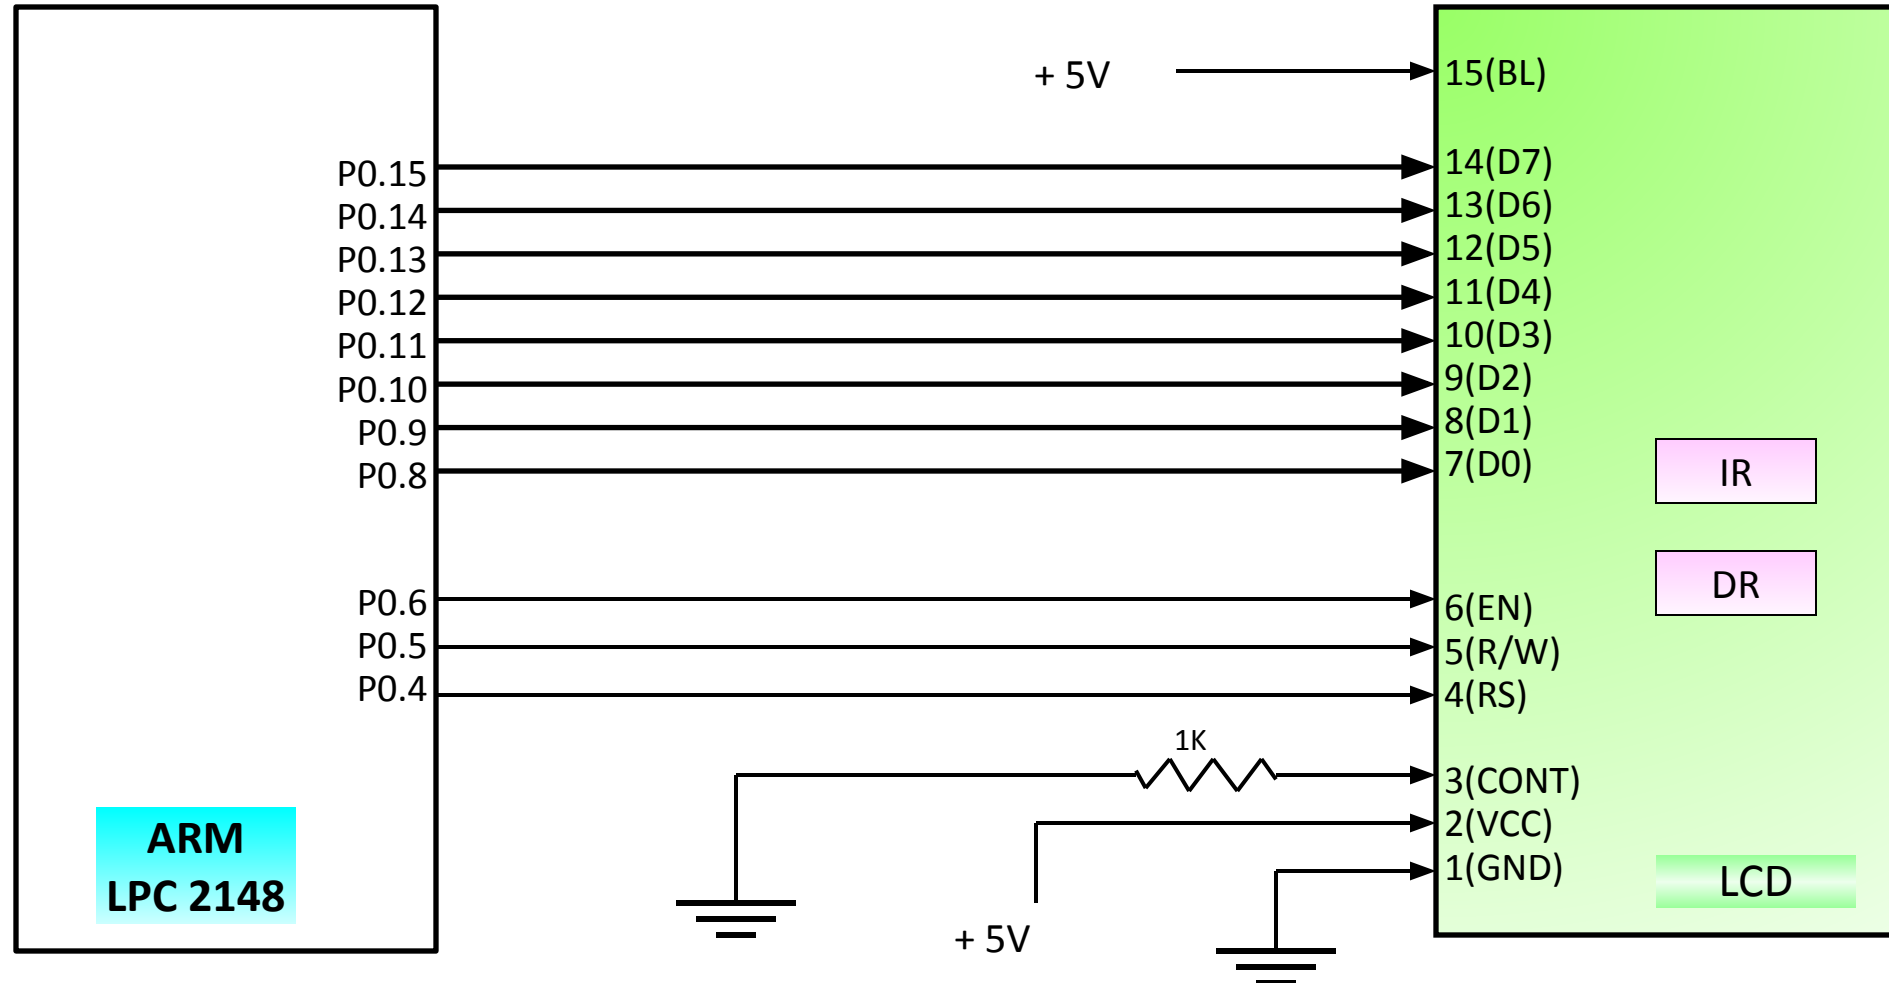 + 5V
15(BL)
P0.15
14(D7)
P0.14
13(D6)
P0.13
12(D5)
P0.12
11(D4)
P0.11
10(D3)
P0.10
9(D2)
P0.9
8(D1)
P0.8
7(D0)
IR
DR
P0.6
6(EN)
P0.5
5(R/W)
P0.4
4(RS)
1K
3(CONT)
2(VCC)
1(GND)
ARM
LPC 2148
LCD
+ 5V